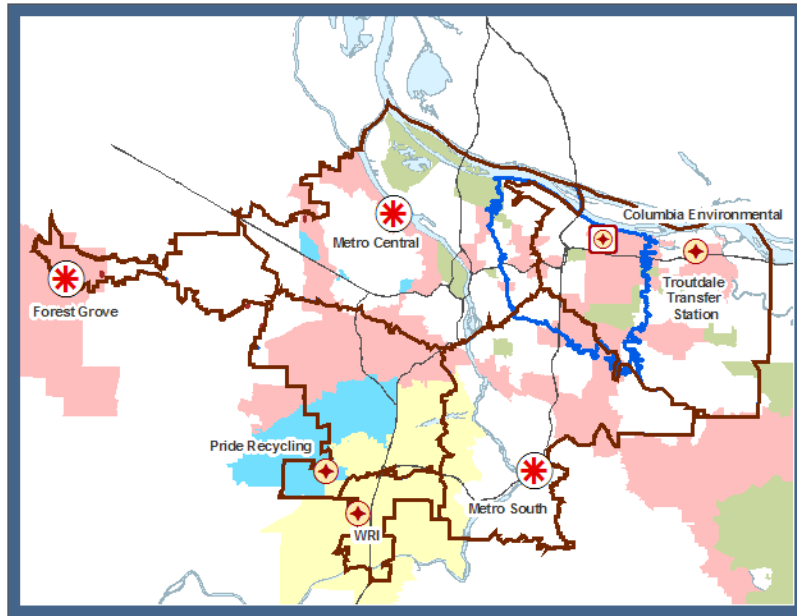 Columbia Environmental
Metro Central
Troutdale
Transfer
Station
Forest Grove
Pride Recycling
Metro South
WRI